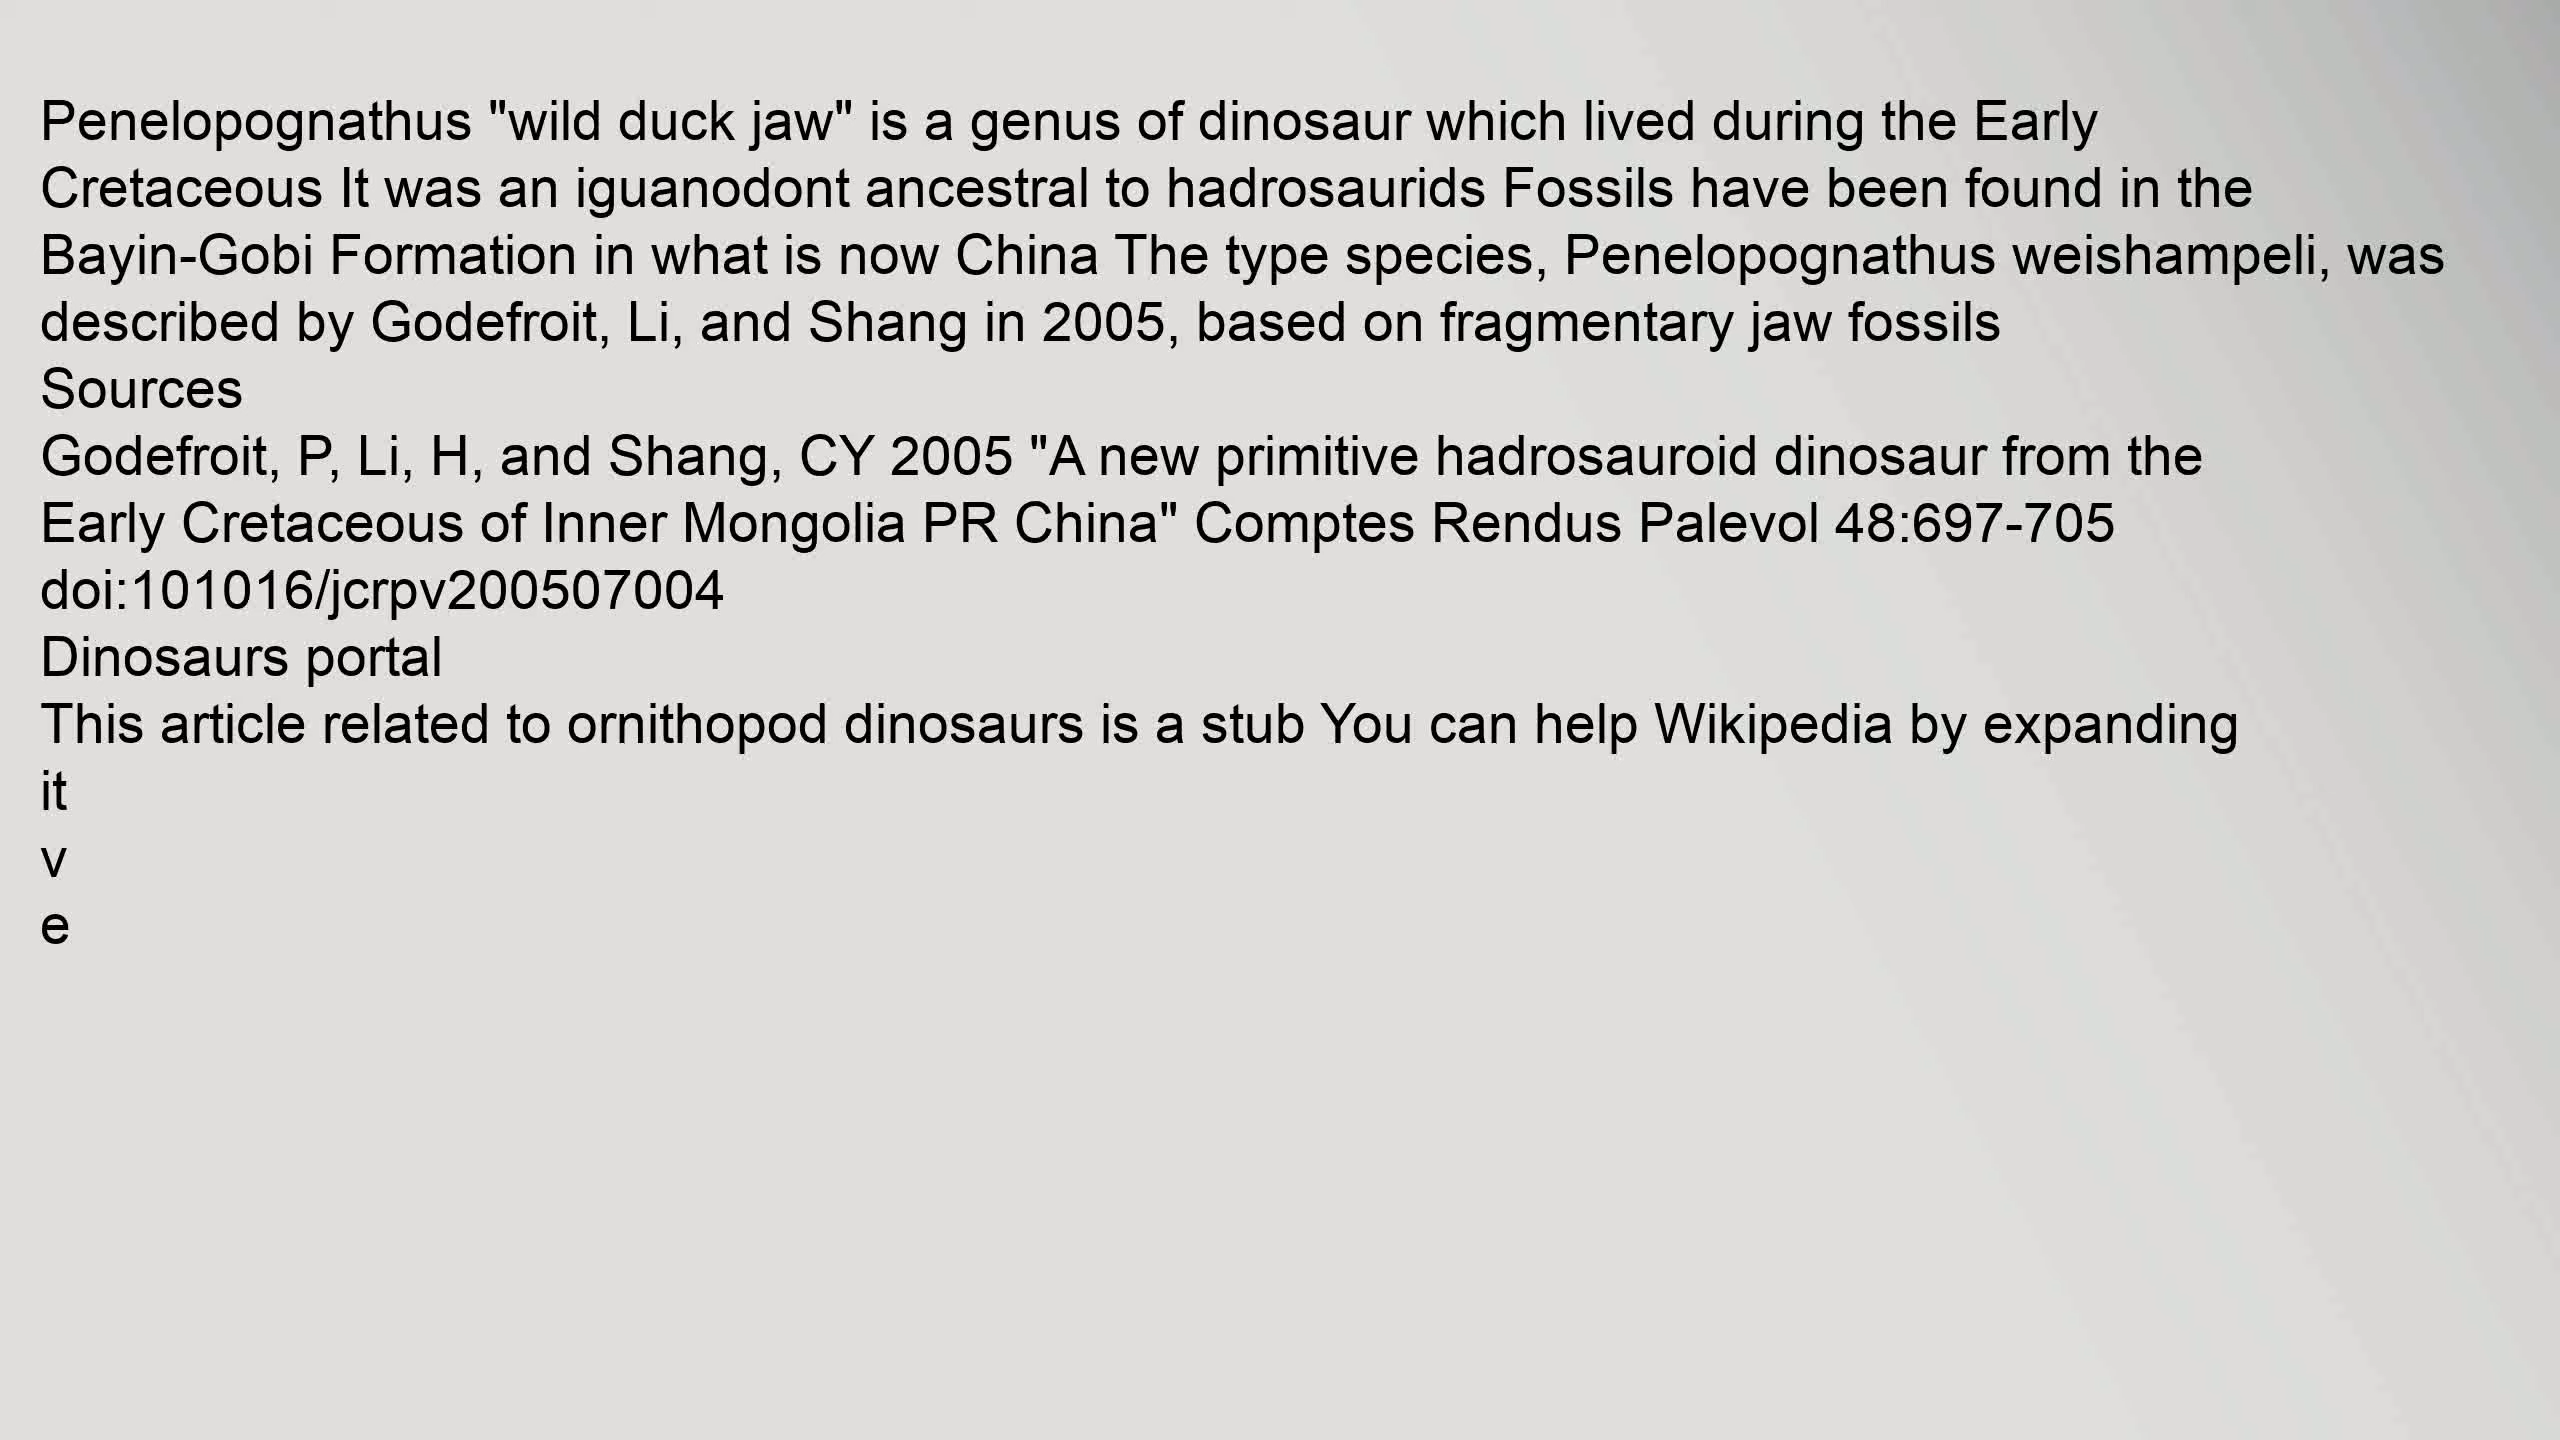 Penelopognathus "wild duck jaw" is a genus of dinosaur which lived during the Early
Cretaceous It was an iguanodont ancestral to hadrosaurids Fossils have been found in the
Bayin-Gobi Formation in what is now China The type species, Penelopognathus weishampeli, was
described by Godefroit, Li, and Shang in 2005, based on fragmentary jaw fossils
Sources
Godefroit, P, Li, H, and Shang, CY 2005 "A new primitive hadrosauroid dinosaur from the
Early Cretaceous of Inner Mongolia PR China" Comptes Rendus Palevol 48:697-705
doi:101016/jcrpv200507004
Dinosaurs portal
This article related to ornithopod dinosaurs is a stub You can help Wikipedia by expanding
it
v
e